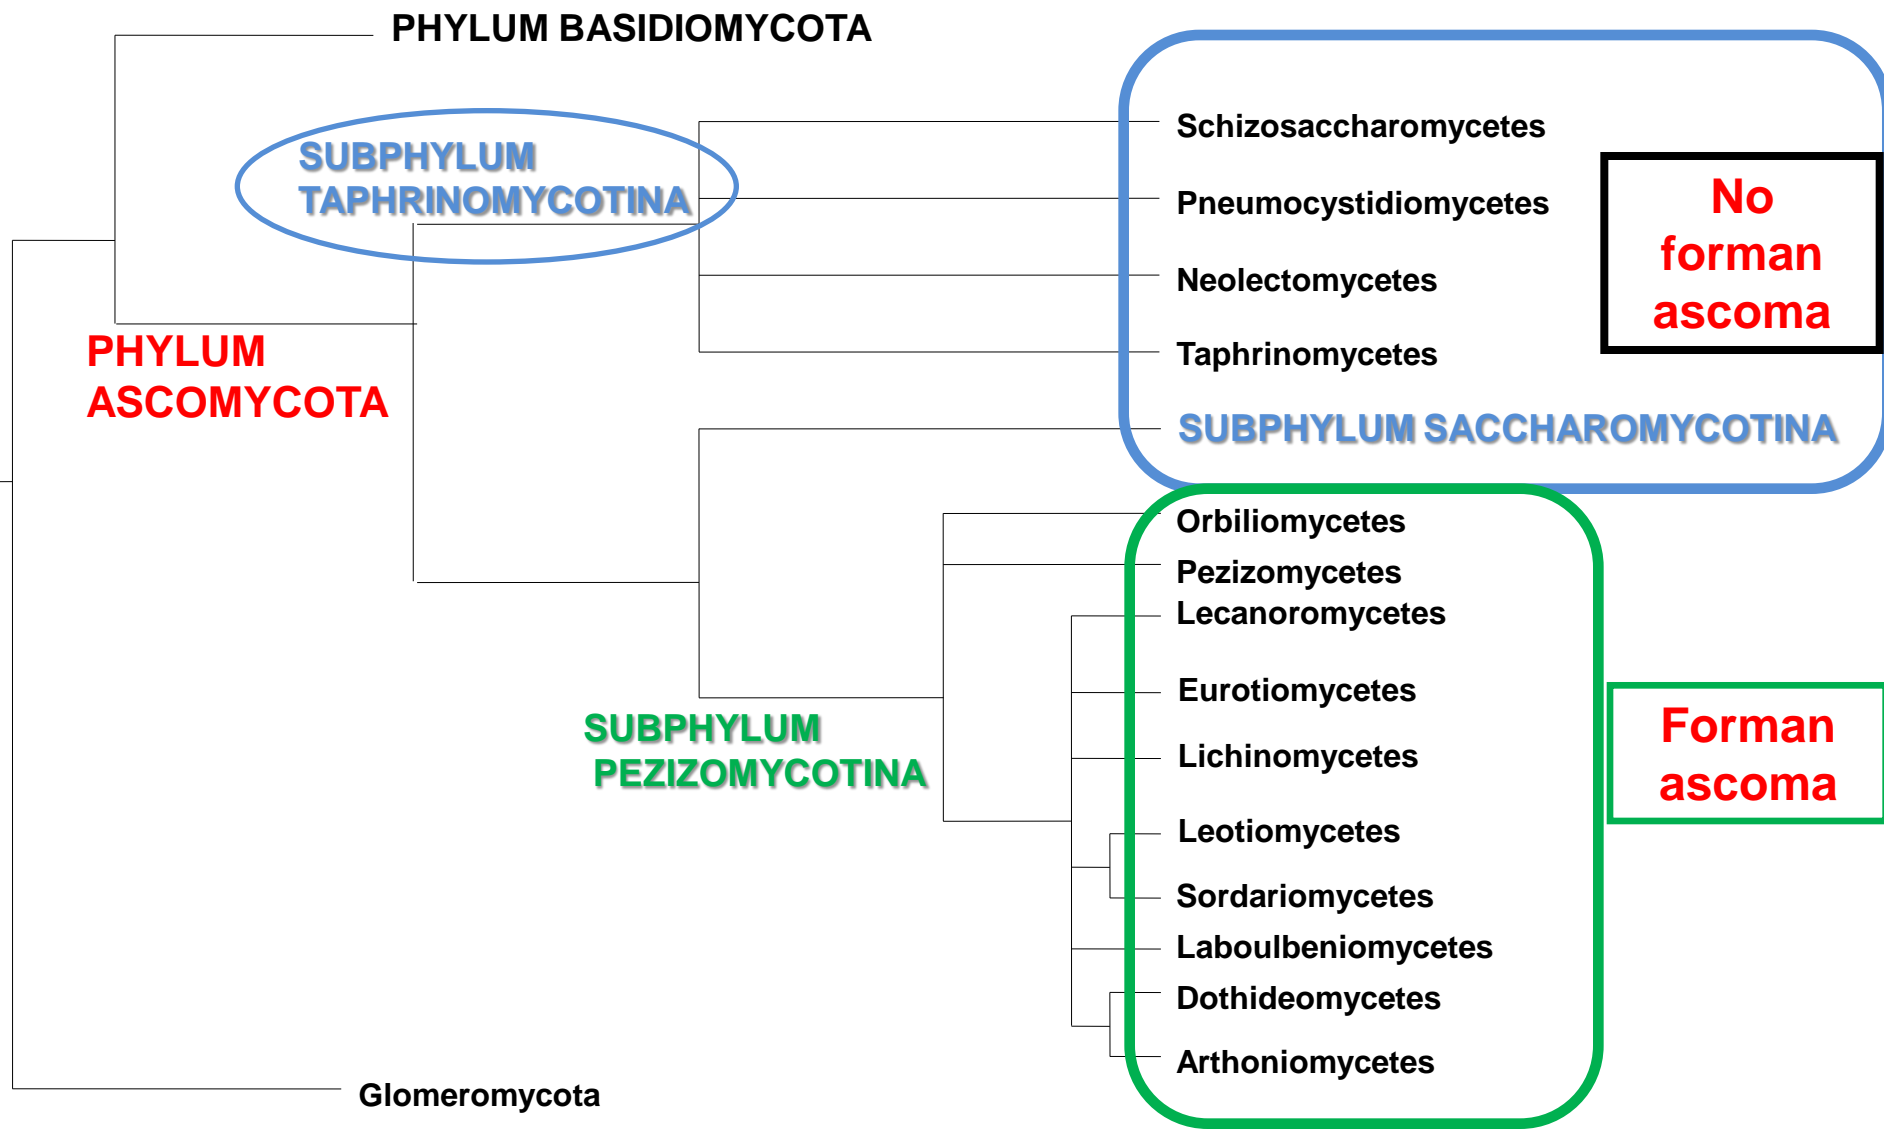 PHYLUM BASIDIOMYCOTA
Schizosaccharomycetes
SUBPHYLUM
TAPHRINOMYCOTINA
Pneumocystidiomycetes
No
forman
ascoma
Neolectomycetes
PHYLUM
ASCOMYCOTA
Taphrinomycetes
SUBPHYLUM SACCHAROMYCOTINA
Orbiliomycetes
Pezizomycetes
Lecanoromycetes
Eurotiomycetes
SUBPHYLUM
PEZIZOMYCOTINA
Lichinomycetes
Forman
ascoma
Leotiomycetes
Sordariomycetes
Laboulbeniomycetes
Dothideomycetes
Arthoniomycetes
Glomeromycota